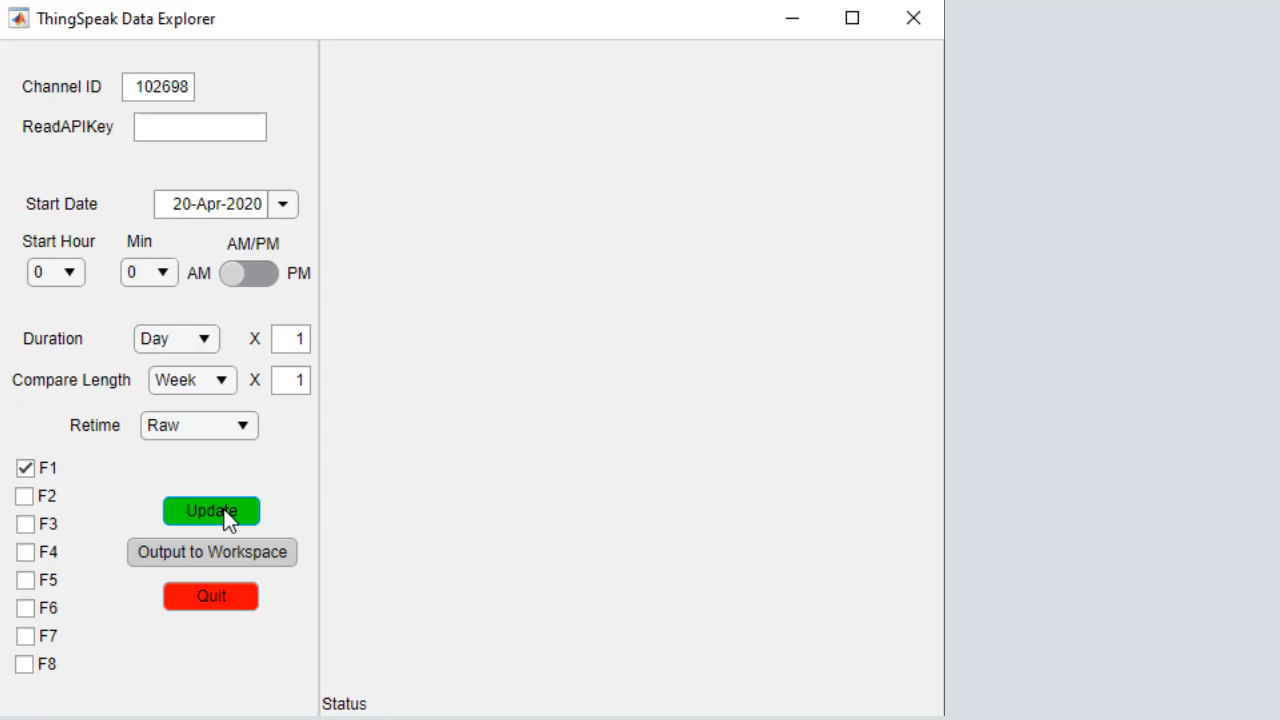 ThingSpeak Data Explorer
Channel ID 102698
ReadAPIKey
Start Date 20-Apr-2020
Start Hour Min AM/PM
0 0 AM PM
Duration Day X 1
Compare Length Week X 1
Retime Raw
F1
F2
Update
F3
F4 Output to Workspace
F5
Quit
F6
F7
F8
Status